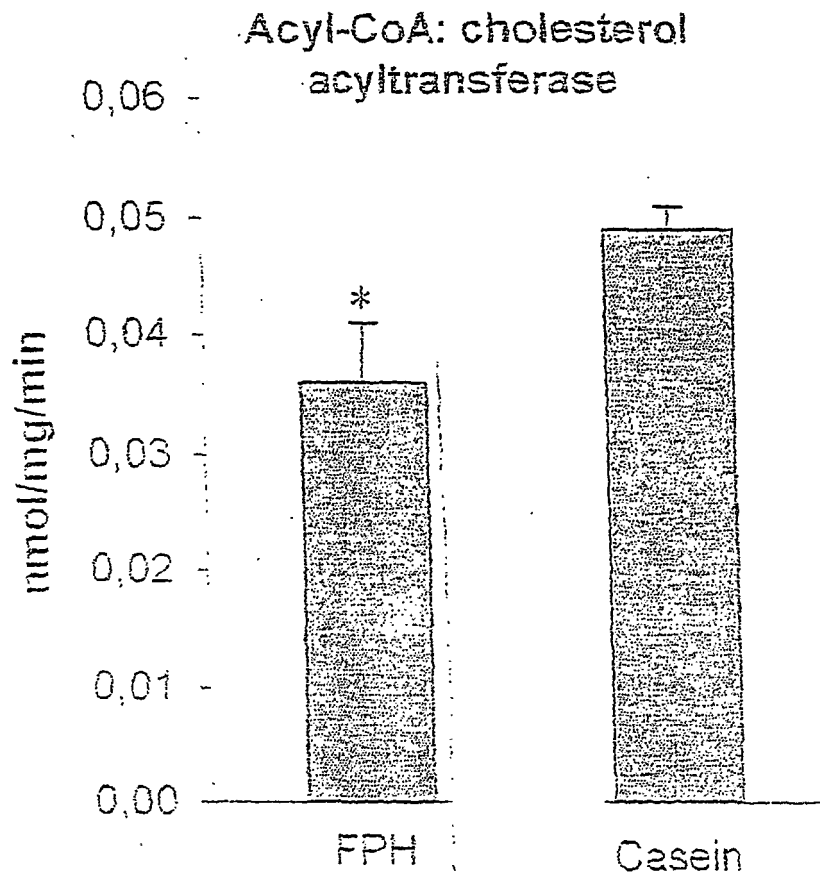 Acyl-CoA: cholesterol
acyltransferase
0,06
0,05
0,04
0,03
0,02
0,01
0,00
nmol/mg/min
*
FPH
Casein